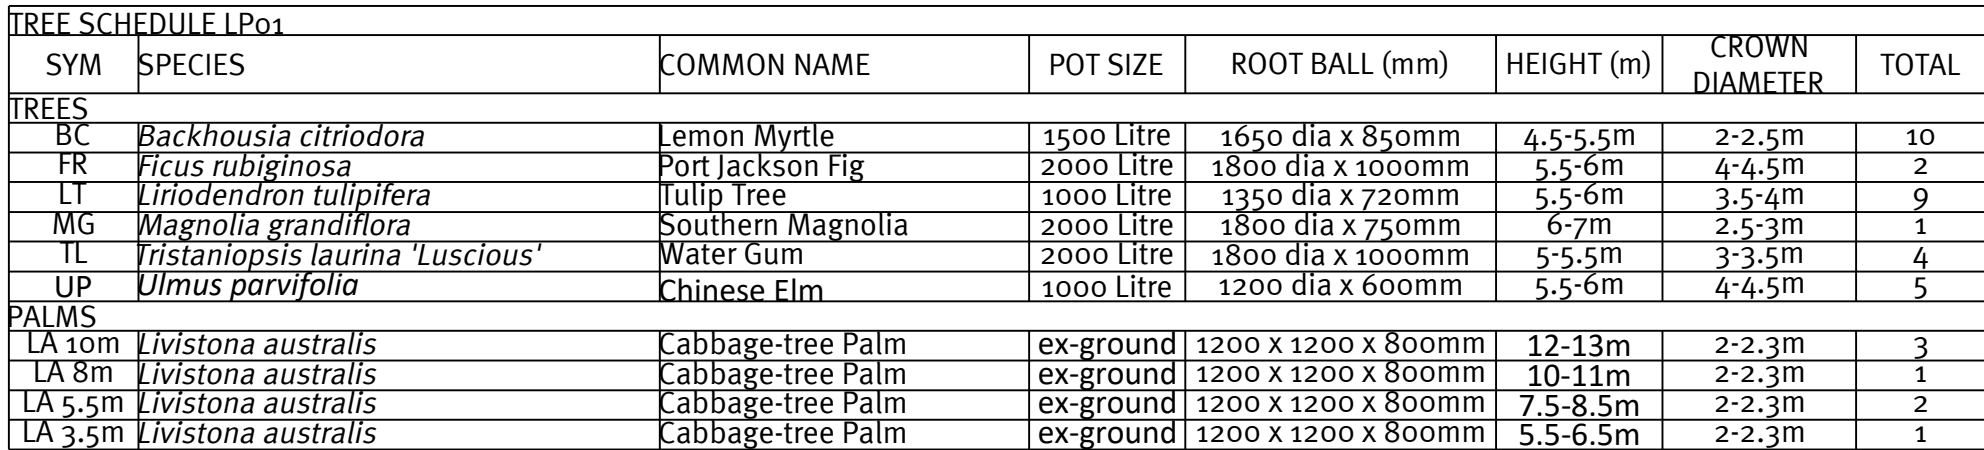 TREE SCHEDULE LP01
SYM SPECIES COMMON NAME POT SIZE ROOT BALL (mm) HEIGHT (m) CROWN DIAMETER TOTAL
TREES
BC Backhousia citriodora Lemon Myrtle 1500 Litre 1650 dia x 850mm 4.5-5.5m 2-2.5m 10
FR Ficus rubiginosa Port Jackson Fig 2000 Litre 1800 dia x 1000mm 5.5-6m 4-4.5m 2
LT Liriodendron tulipifera Tulip Tree 1000 Litre 1350 dia x 720mm 5.5-6m 3.5-4m 9
MG Magnolia grandiflora Southern Magnolia 2000 Litre 1800 dia x 750mm 6-7m 2.5-3m 1
TL Tristaniopsis laurina 'Luscious' Water Gum 2000 Litre 1800 dia x 1000mm 5-5.5m 3-3.5m 4
UP Ulmus parvifolia Chinese Elm 1000 Litre 1200 dia x 600mm 5.5-6m 4-4.5m 5
PALMS
LA 10m Livistona australis Cabbage-tree Palm ex-ground 1200 x 1200 x 800mm 12-13m 2-2.3m 3
LA 8m Livistona australis Cabbage-tree Palm ex-ground 1200 x 1200 x 800mm 10-11m 2-2.3m 1
LA 5.5m Livistona australis Cabbage-tree Palm ex-ground 1200 x 1200 x 800mm 7.5-8.5m 2-2.3m 2
LA 3.5m Livistona australis Cabbage-tree Palm ex-ground 1200 x 1200 x 800mm 5.5-6.5m 2-2.3m 1